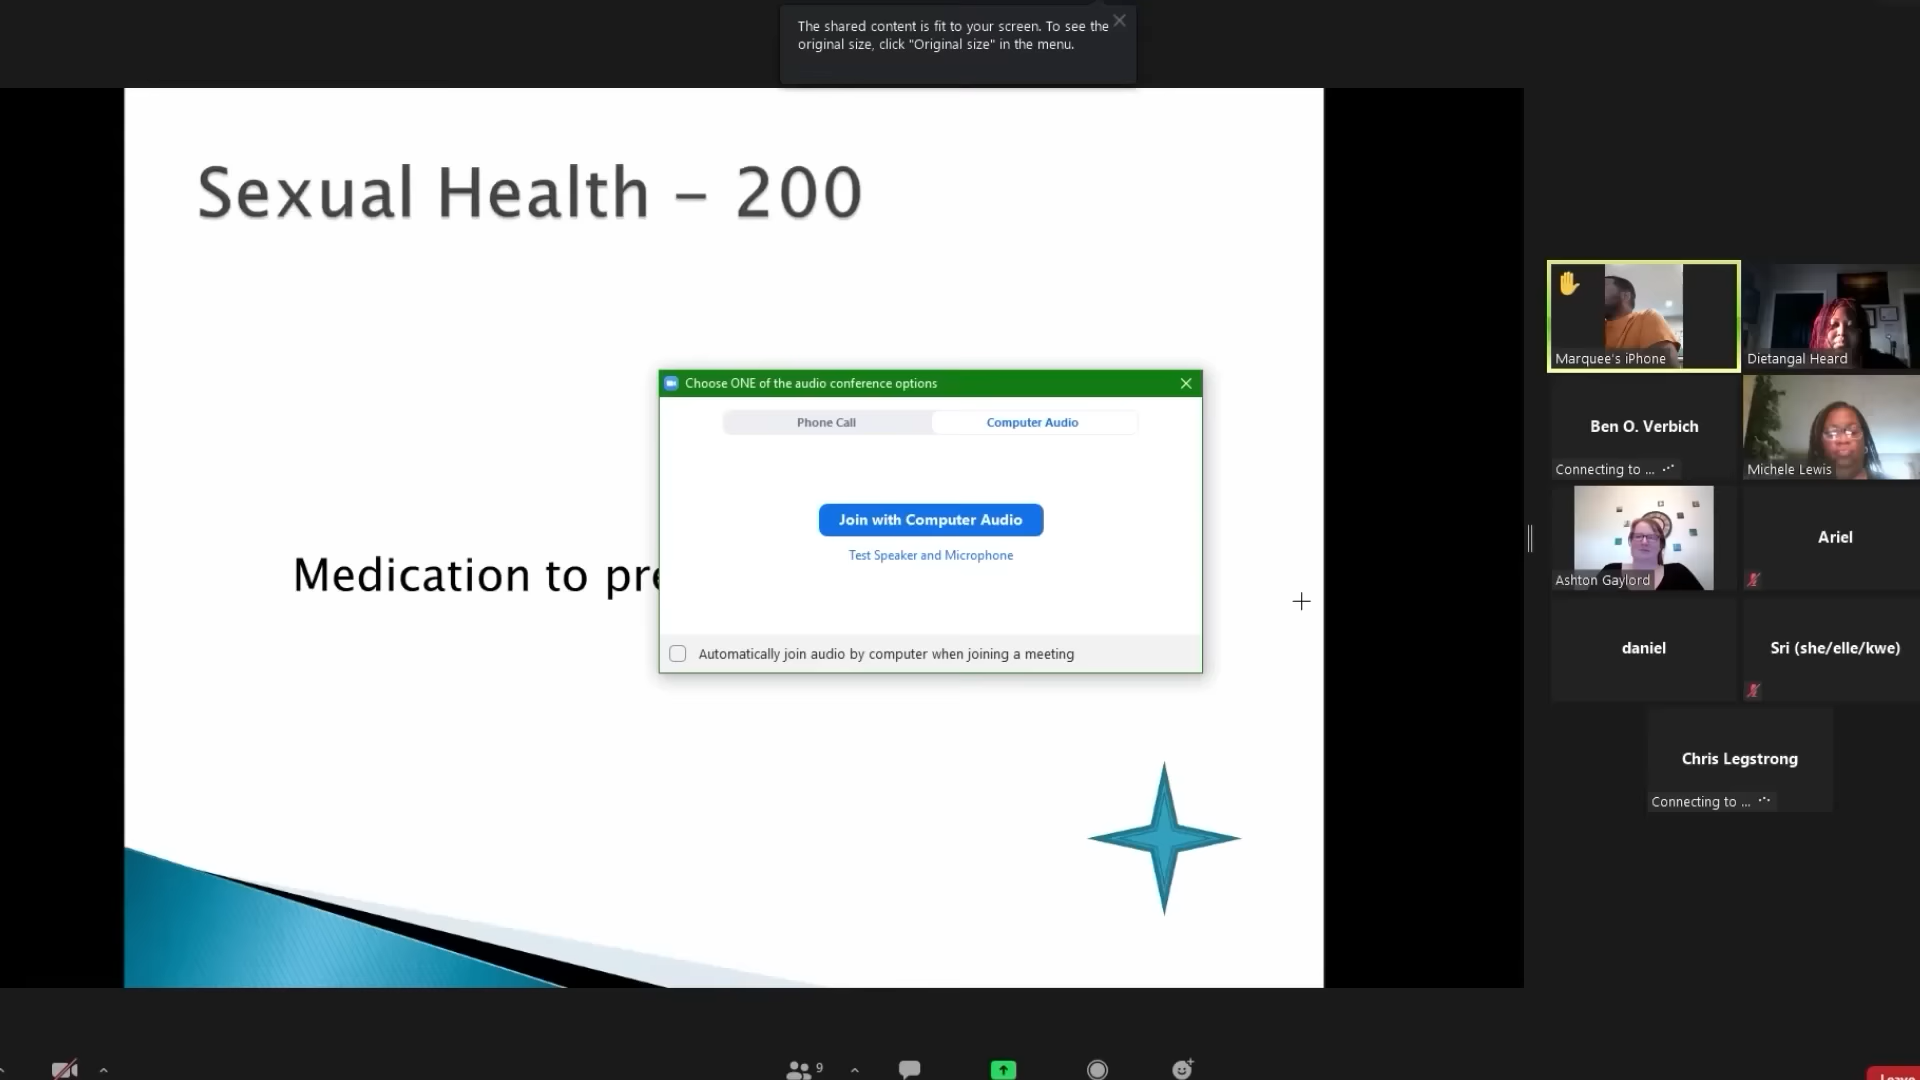 The shared content is fit to your screen. To see the
original size, click "Original size" in the menu.
Sexual Health – 200
Medication to pre
Choose ONE of the audio conference options
Phone Call
Computer Audio
Join with Computer Audio
Test Speaker and Microphone
Automatically join audio by computer when joining a meeting
Marquee's iPhone
Dietangal Heard
Ben O. Verbich
Connecting to ...
Michele Lewis
Ashton Gaylord
Ariel
daniel
Sri (she/elle/kwe)
Chris Legstrong
Connecting to ...
9
Leave